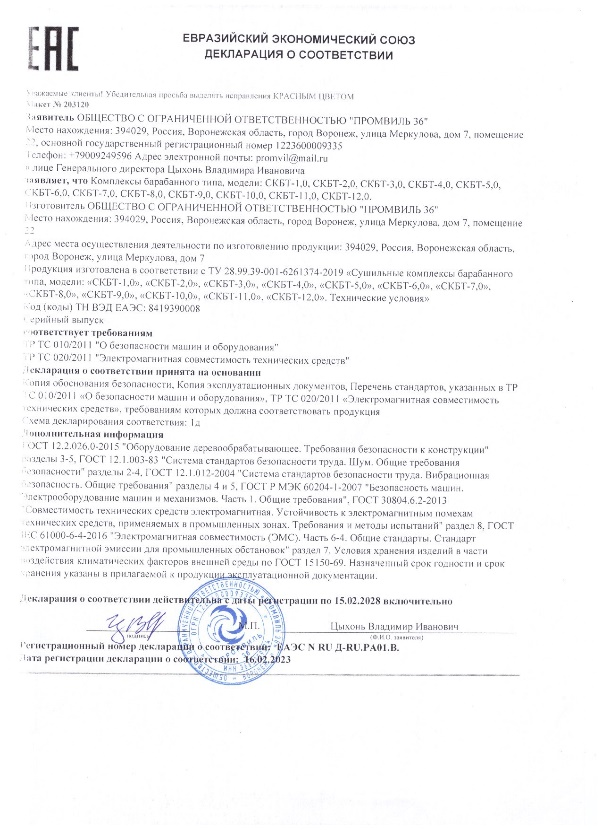 ЕАС
ЕВРАЗИЙСКИЙ ЭКОНОМИЧЕСКИЙ СОЮЗ
ДЕКЛАРАЦИЯ О СООТВЕТСТВИИ
Уважаемые клиенты! Убедительная просьба выделять исправления КРАСНЫМ ЦВЕТОМ
Макет № 203120
Заявитель ОБЩЕСТВО С ОГРАНИЧЕННОЙ ОТВЕТСТВЕННОСТЬЮ "ПРОМВИЛЬ 36"
Место нахождения: 394029, Россия, Воронежская область, город Воронеж, улица Меркулова, дом 7, помещение
22, основной государственный регистрационный номер 1223600009335
Телефон: +79009249596 Адрес электронной почты: promvil@mail.ru
в лице Генерального директора Цыхонь Владимира Ивановича
заявляет, что Комплексы барабанного типа, модели: СКБТ-1,0, СКБТ-2,0, СКБТ-3,0, СКБТ-4,0, СКБТ-5,0,
СКБТ-6,0, СКБТ-7,0, СКБТ-8,0, СКБТ-9,0, СКБТ-10,0, СКБТ-11,0, СКБТ-12,0.
Изготовитель ОБЩЕСТВО С ОГРАНИЧЕННОЙ ОТВЕТСТВЕННОСТЬЮ "ПРОМВИЛЬ 36"
Место нахождения: 394029, Россия, Воронежская область, город Воронеж, улица Меркулова, дом 7, помещение
22
Адрес места осуществления деятельности по изготовлению продукции: 394029, Россия, Воронежская область,
город Воронеж, улица Меркулова, дом 7
Продукция изготовлена в соответствии с ТУ 28.99.39-001-6261374-2019 «Сушильные комплексы барабанного
типа, модели: «СКБТ-1,0», «СКБТ-2,0», «СКБТ-3,0», «СКБТ-4,0», «СКБТ-5,0», «СКБТ-6,0», «СКБТ-7,0»,
«СКБТ-8,0», «СКБТ-9,0», «СКБТ-10,0», «СКБТ-11,0», «СКБТ-12,0». Технические условия»
Код (коды) ТН ВЭД ЕАЭС: 8419390008
Серийный выпуск
соответствует требованиям
ТР ТС 010/2011 "О безопасности машин и оборудования"
ТР ТС 020/2011 "Электромагнитная совместимость технических средств"
Декларация о соответствии принята на основании
Копия обоснования безопасности, Копия эксплуатационных документов, Перечень стандартов, указанных в ТР
ТС 010/2011 «О безопасности машин и оборудования», ТР ТС 020/2011 «Электромагнитная совместимость
технических средств», требованиям которых должна соответствовать продукция
Схема декларирования соответствия: 1д
Дополнительная информация
ГОСТ 12.2.026.0-2015 "Оборудование деревообрабатывающее. Требования безопасности к конструкции"
разделы 3-5, ГОСТ 12.1.003-83 "Система стандартов безопасности труда. Шум. Общие требования
безопасности" разделы 2-4, ГОСТ 12.1.012-2004 "Система стандартов безопасности труда. Вибрационная
безопасность. Общие требования" разделы 4 и 5, ГОСТ Р МЭК 60204-1-2007 "Безопасность машин.
Электрооборудование машин и механизмов. Часть 1. Общие требования", ГОСТ 30804.6.2-2013
"Совместимость технических средств электромагнитная. Устойчивость к электромагнитным помехам
технических средств, применяемых в промышленных зонах. Требования и методы испытаний" раздел 8, ГОСТ
IEC 61000-6-4-2016 "Электромагнитная совместимость (ЭМС). Часть 6-4. Общие стандарты. Стандарт
электромагнитной эмиссии для промышленных обстановок" раздел 7. Условия хранения изделий в части
воздействия климатических факторов внешней среды по ГОСТ 15150-69. Назначенный срок годности и срок
хранения указаны в прилагаемой к продукции эксплуатационной документации.
Декларация о соответствии действительна с даты регистрации по 15.02.2028 включительно
М.П. Цыхонь Владимир Иванович
подпись (Ф.И.О. заявителя)
Регистрационный номер декларации о соответствии: ЕАЭС N RU Д-RU.РА01.В.
Дата регистрации декларации о соответствии: 16.02.2023